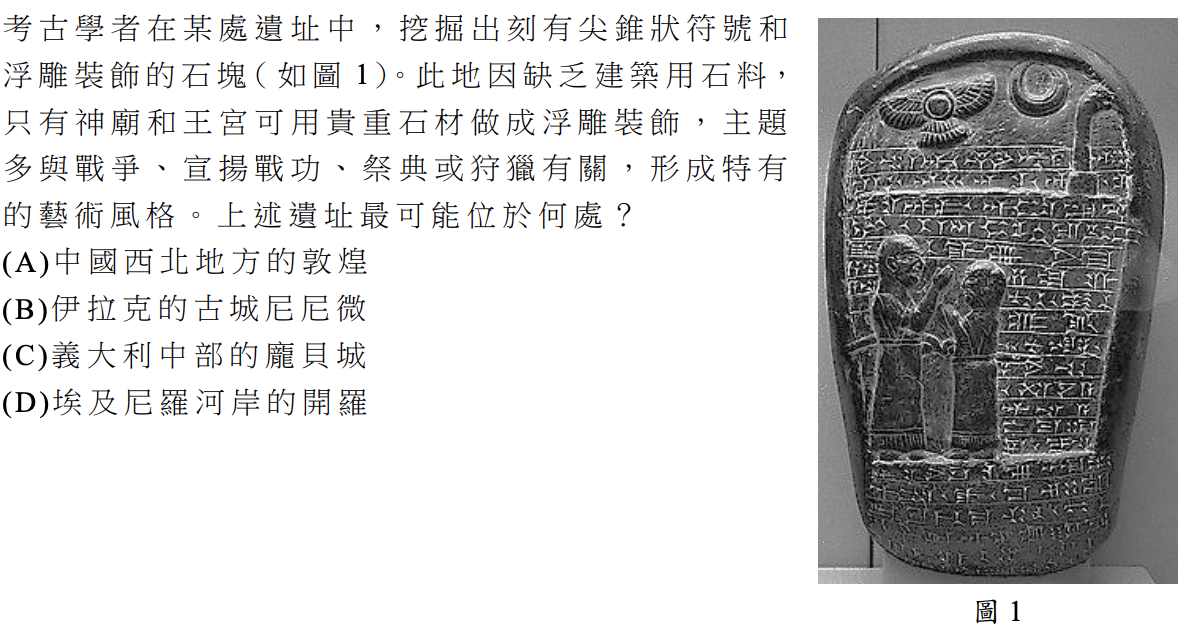 考古學者在某處遺址中，挖掘出刻有尖錐狀符號和
浮雕裝飾的石塊(如圖1)。此地因缺乏建築用石料，
只有神廟和王宮可用貴重石材做成浮雕裝飾，主題
多與戰爭、宣揚戰功、祭典或狩獵有關，形成特有
的藝術風格。上述遺址最可能位於何處？
(A)中國西北地方的敦煌
(B)伊拉克的古城尼尼微
(C)義大利中部的龐貝城
(D)埃及尼羅河岸的開羅
圖1